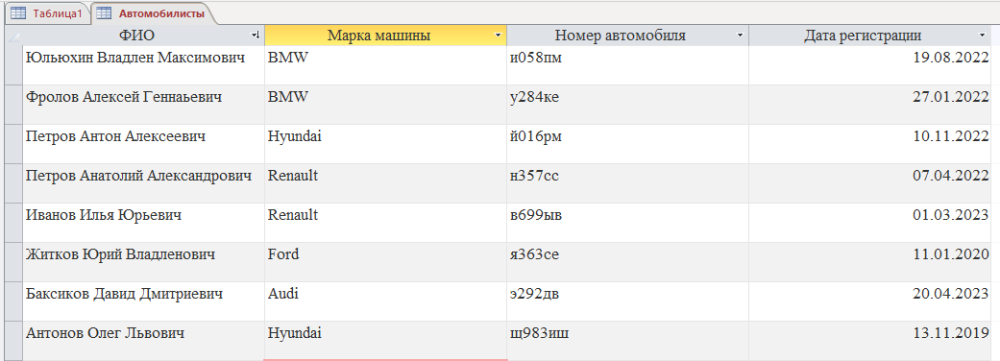 Таблица1 Автомобилисты
ФИО Марка машины Номер автомобиля Дата регистрации
Юльюхин Владлен Максимович BMW и058пм 19.08.2022
Фролов Алексей Геннаьевич BMW у284ке 27.01.2022
Петров Антон Алексеевич Hyundai й016рм 10.11.2022
Петров Анатолий Александрович Renault н357сс 07.04.2022
Иванов Илья Юрьевич Renault в699ыв 01.03.2023
Житков Юрий Владленович Ford я363се 11.01.2020
Баксиков Давид Дмитриевич Audi э292дв 20.04.2023
Антонов Олег Львович Hyundai щ983иш 13.11.2019